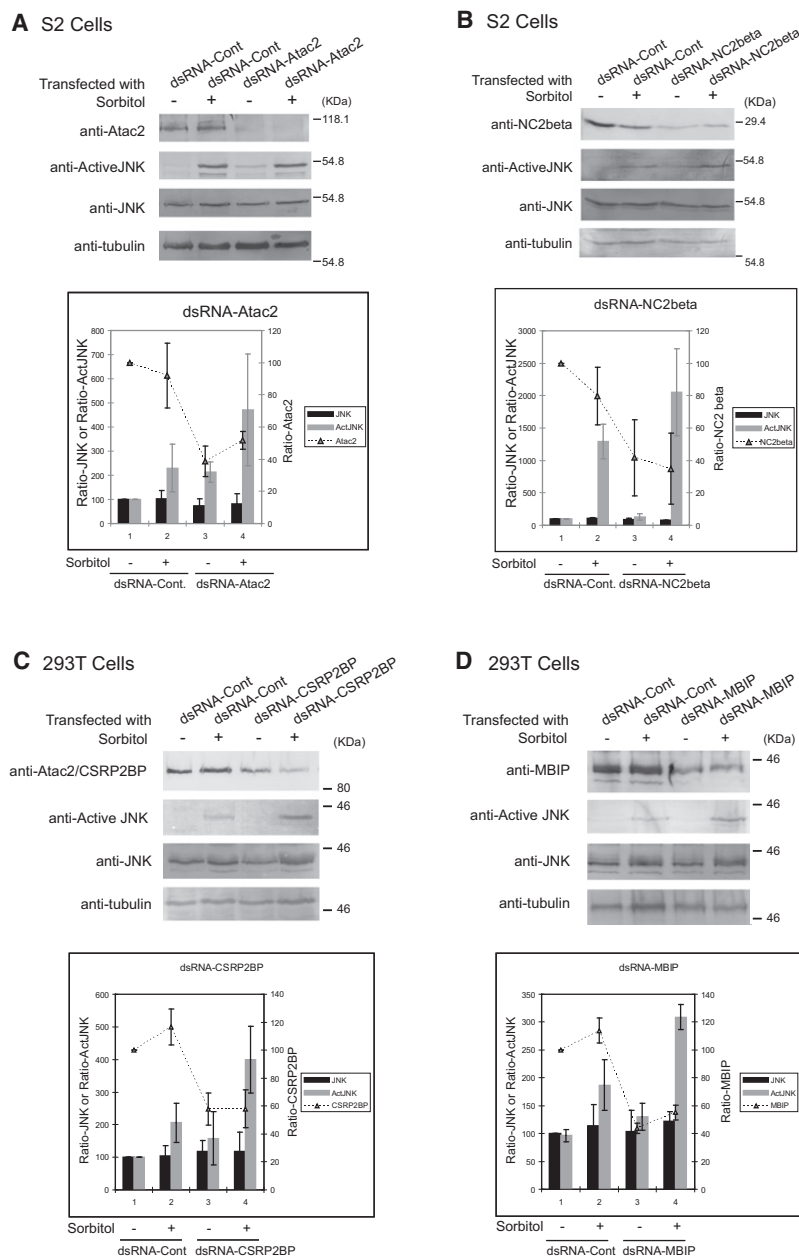 A S2 Cells
dsRNA-Cont
dsRNA-Cont
dsRNA-Atac2
dsRNA-Atac2
Transfected with
Sorbitol - + - + (KDa)
anti-Atac2 118.1
anti-ActiveJNK 54.8
anti-JNK 54.8
anti-tubulin
54.8
dsRNA-Atac2
Ratio-JNK or Ratio-ActJNK
800
700
600
500
400
300
200
100
0
120
100
80
60
40
20
0
Ratio-Atac2
JNK
ActJNK
Atac2
1 2 3 4
Sorbitol - + - +
dsRNA-Cont. dsRNA-Atac2
B S2 Cells
dsRNA-Cont
dsRNA-Cont
dsRNA-NC2beta
dsRNA-NC2beta
Transfected with
Sorbitol - + - + (KDa)
anti-NC2beta 29.4
anti-ActiveJNK 54.8
anti-JNK 54.8
anti-tubulin
54.8
dsRNA-NC2beta
Ratio-JNK or Ratio-ActJNK
3000
2500
2000
1500
1000
500
0
120
100
80
60
40
20
0
Ratio-NC2 beta
JNK
ActJNK
NC2beta
1 2 3 4
Sorbitol - + - +
dsRNA-Cont. dsRNA-NC2beta
C 293T Cells
dsRNA-Cont
dsRNA-Cont
dsRNA-CSRP2BP
dsRNA-CSRP2BP
Transfected with
Sorbitol - + - + (KDa)
anti-Atac2/CSRP2BP
80
anti-Active JNK 46
anti-JNK 46
anti-tubulin
46
dsRNA-CSRP2BP
Ratio-JNK or Ratio-ActJNK
600
500
400
300
200
100
0
140
120
100
80
60
40
20
0
Ratio-CSRP2BP
JNK
ActJNK
CSRP2BP
1 2 3 4
Sorbitol - + - +
dsRNA-Cont dsRNA-CSRP2BP
D 293T Cells
dsRNA-Cont
dsRNA-Cont
dsRNA-MBIP
dsRNA-MBIP
Transfected with
Sorbitol - + - + (KDa)
anti-MBIP 46
anti-Active JNK 46
anti-JNK 46
anti-tubulin
46
dsRNA-MBIP
Ratio-JNK or Ratio-ActJNK
350
300
250
200
150
100
50
0
140
120
100
80
60
40
20
0
Ratio-MBIP
JNK
ActJNK
MBIP
1 2 3 4
Sorbitol - + - +
dsRNA-Cont dsRNA-MBIP